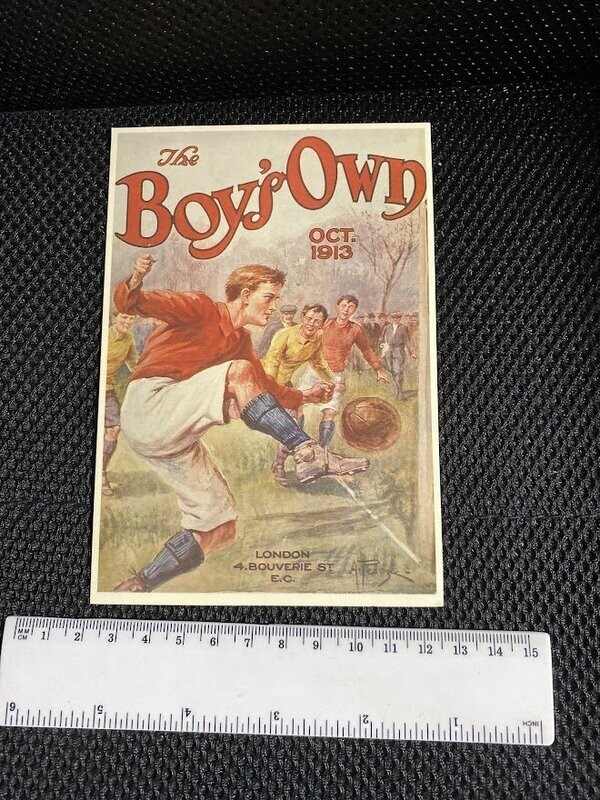 The
Boy's Own
OCT.
1913
LONDON
4. BOUVERIE ST
E.C.
MM
CM
1 2 3 4 5 6 7 8 9 10 11 12 13 14 15
6 5 4 3 2 1 INCH